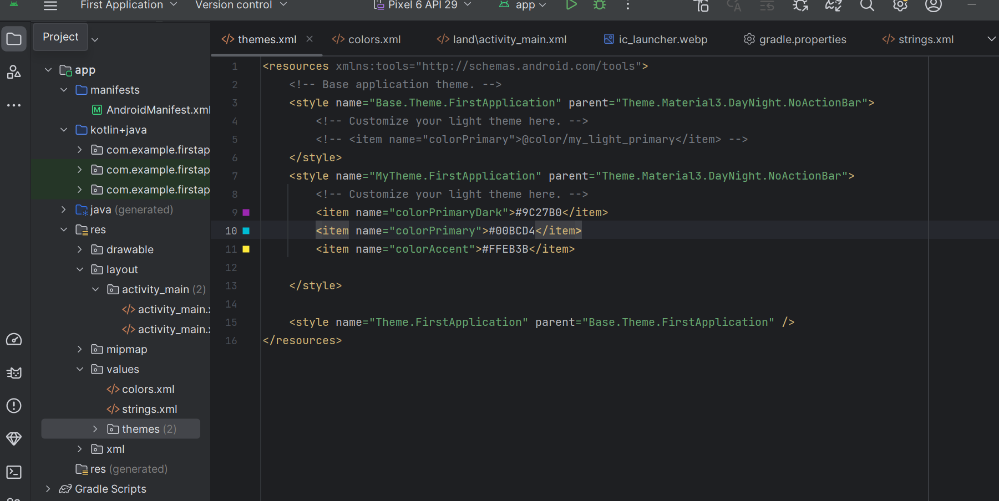 First Application
Version control
Pixel 6 API 29
app
Project
themes.xml
colors.xml
land\activity_main.xml
ic_launcher.webp
gradle.properties
strings.xml
app
manifests
AndroidManifest.xml
kotlin+java
com.example.firstap
com.example.firstap
com.example.firstap
java (generated)
res
drawable
layout
activity_main (2)
activity_main.x
activity_main.x
mipmap
values
colors.xml
strings.xml
themes (2)
xml
res (generated)
Gradle Scripts
1 <resources xmlns:tools="http://schemas.android.com/tools">
2 <!-- Base application theme. -->
3 <style name="Base.Theme.FirstApplication" parent="Theme.Material3.DayNight.NoActionBar">
4 <!-- Customize your light theme here. -->
5 <!-- <item name="colorPrimary">@color/my_light_primary</item> -->
6 </style>
7 <style name="MyTheme.FirstApplication" parent="Theme.Material3.DayNight.NoActionBar">
8 <!-- Customize your light theme here. -->
9 <item name="colorPrimaryDark">#9C27B0</item>
10 <item name="colorPrimary">#00BCD4</item>
11 <item name="colorAccent">#FFEB3B</item>
12
13 </style>
14
15 <style name="Theme.FirstApplication" parent="Base.Theme.FirstApplication" />
16 </resources>